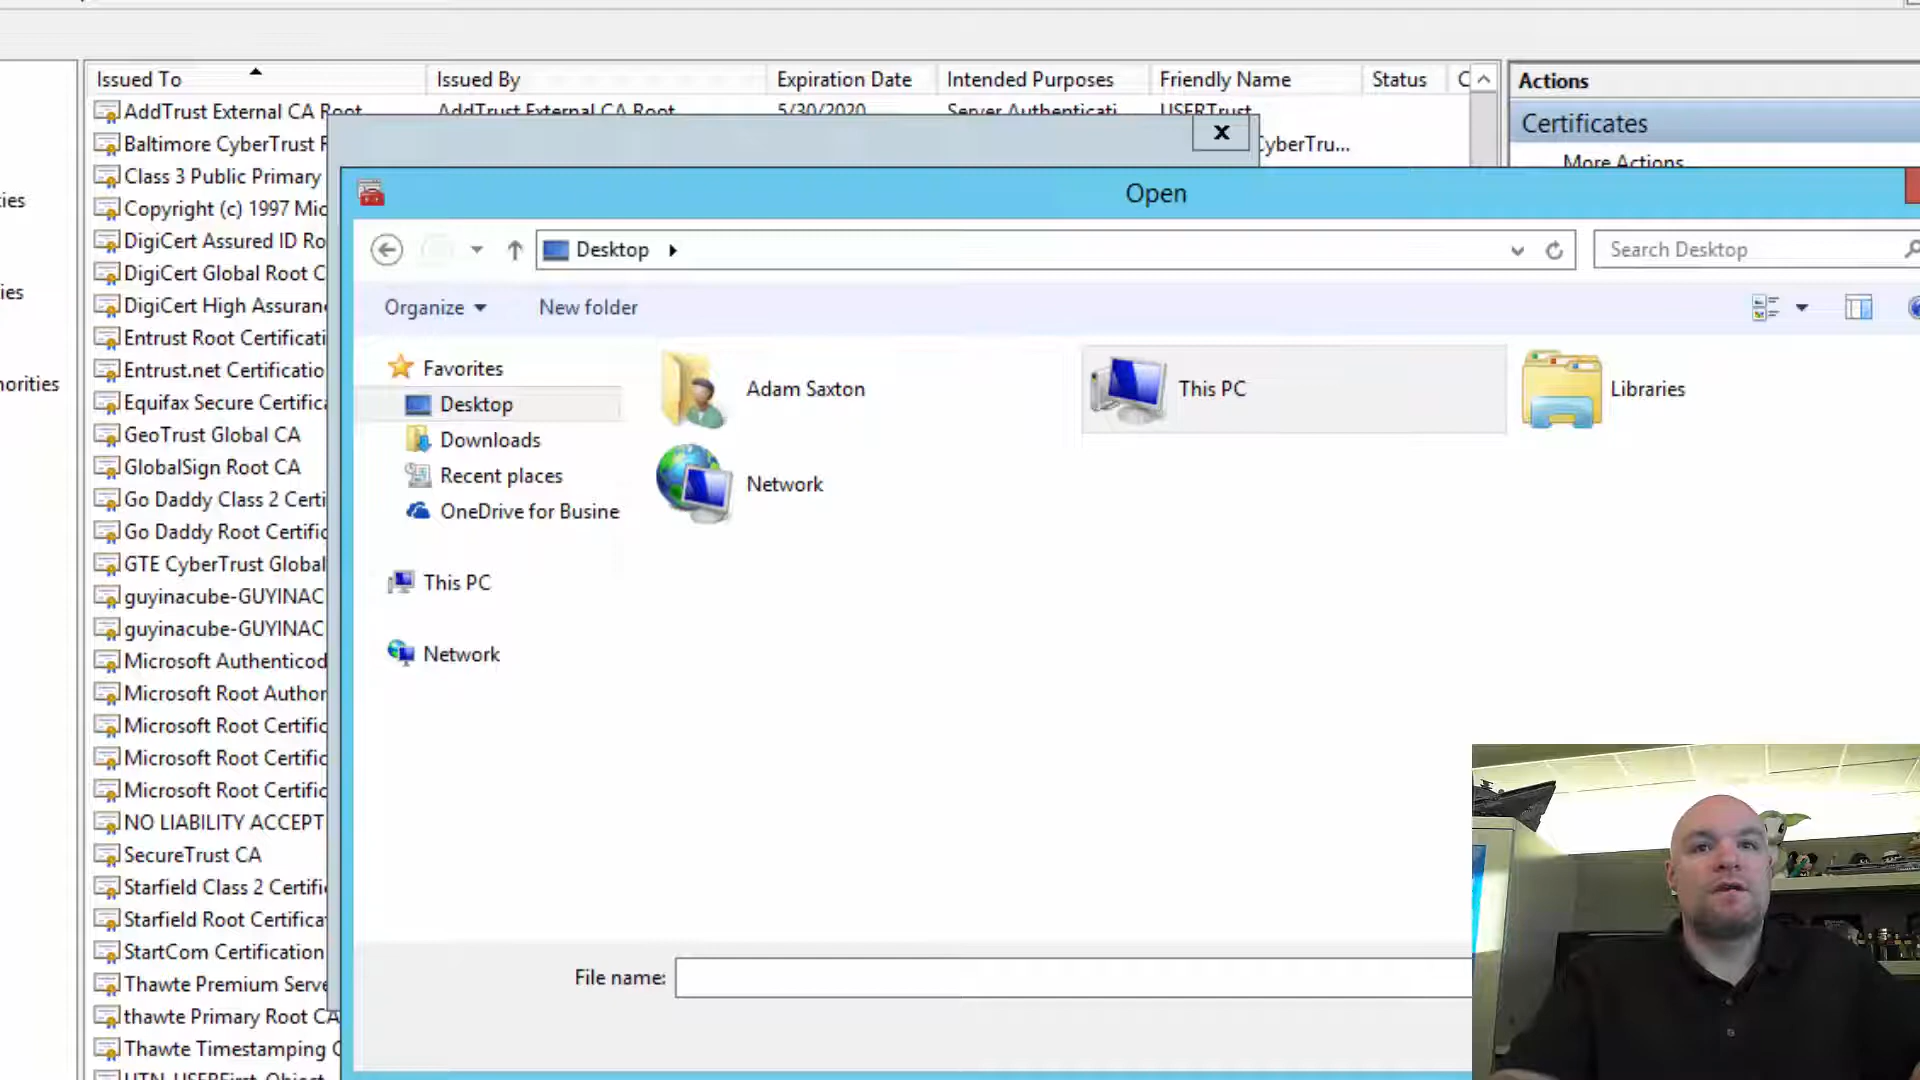 Issued To
Issued By
Expiration Date
Intended Purposes
Friendly Name
Status
C
Actions
AddTrust External CA Root
AddTrust External CA Root
5/30/2020
Server Authenticati
USERTrust
Certificates
Baltimore CyberTrust R
CyberTru...
x
More Actions
Class 3 Public Primary
ies
Open
Copyright (c) 1997 Mic
DigiCert Assured ID Ro
Desktop
Search Desktop
DigiCert Global Root C
ies
DigiCert High Assuran
Organize
New folder
Entrust Root Certificati
Entrust.net Certificatio
Favorites
norities
Adam Saxton
This PC
Libraries
Equifax Secure Certifica
Desktop
GeoTrust Global CA
Downloads
GlobalSign Root CA
Recent places
Network
Go Daddy Class 2 Certi
OneDrive for Busine
Go Daddy Root Certific
GTE CyberTrust Global
This PC
guyinacube-GUYINAC
guyinacube-GUYINAC
Network
Microsoft Authenticod
Microsoft Root Author
Microsoft Root Certific
Microsoft Root Certific
Microsoft Root Certific
NO LIABILITY ACCEPT
SecureTrust CA
Starfield Class 2 Certifi
Starfield Root Certifica
StartCom Certification
File name:
Thawte Premium Serve
thawte Primary Root CA
Thawte Timestamping C
UTN-USERFirst-Object